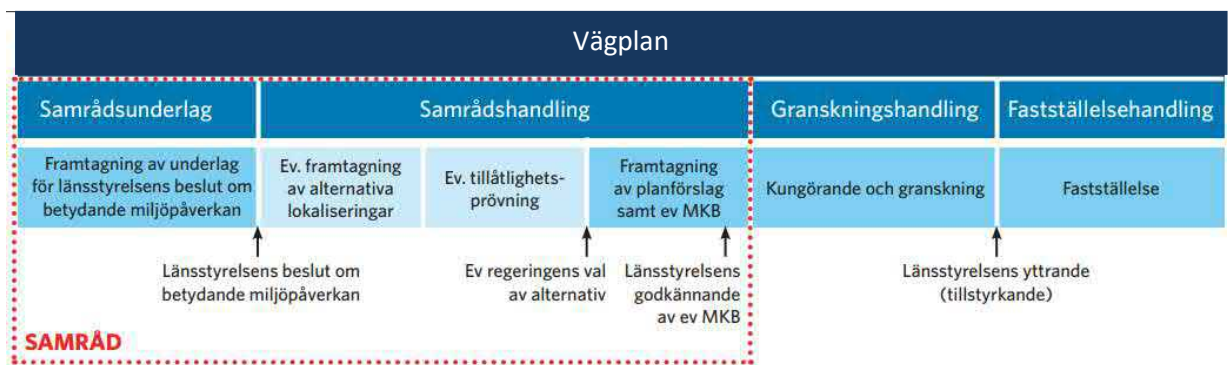 Vägplan
Samrådsunderlag
Samrådshandling
Granskningshandling
Fastställelsehandling
Framtagning av underlag
för länsstyrelsens beslut om
betydande miljöpåverkan
Ev. framtagning
av alternativa
lokaliseringar
Ev. tillåtlighets-
prövning
Framtagning
av planförslag
samt ev MKB
Kungörande och granskning
Fastställelse
Länsstyrelsens beslut om
betydande miljöpåverkan
Ev regeringens val
av alternativ
Länsstyrelsens
godkännande
av ev MKB
Länsstyrelsens yttrande
(tillstyrkande)
SAMRÅD